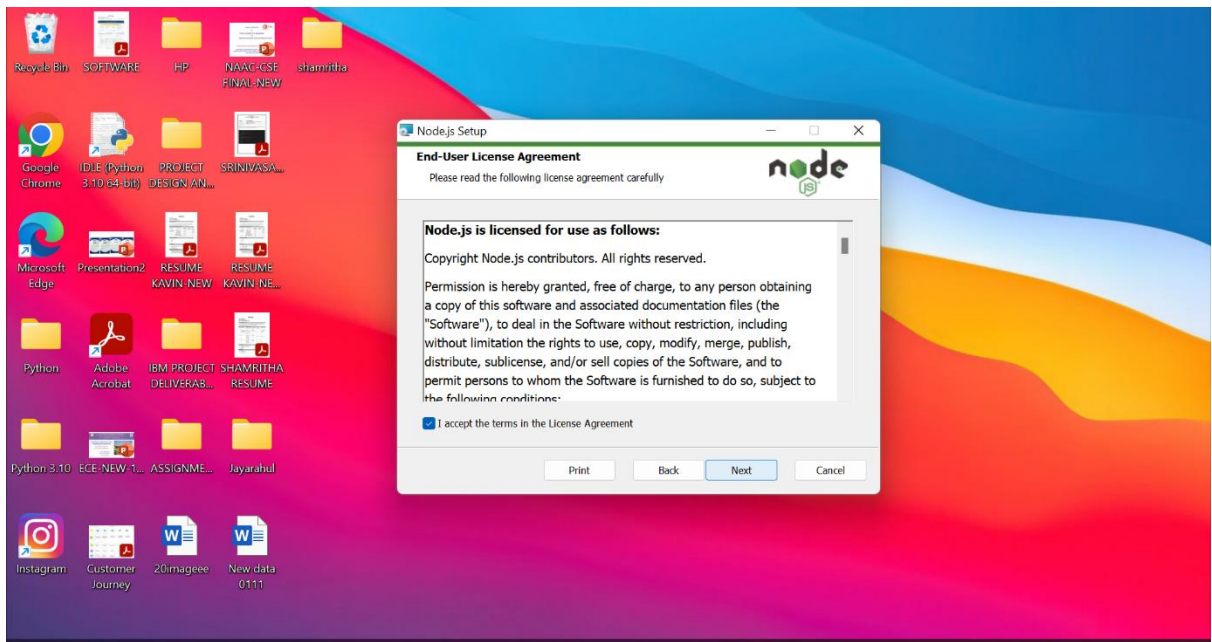 Recycle Bin
SOFTWARE
HP
NAAC-CSE
FINAL-NEW
shamritha
Google
Chrome
IDLE (Python
3.10 64-bit)
PROJECT
DESIGN AN...
SRINIVASA...
Microsoft
Edge
Presentation2
RESUME
KAVIN-NEW
RESUME
KAVIN-NE...
Python
Adobe
Acrobat
IBM PROJECT
DELIVERAB...
SHAMRITHA
RESUME
Python 3.10
ECE-NEW-1...
ASSIGNME...
Jayarahul
Instagram
Customer
Journey
20imageee
New data
0111
Node.js Setup
End-User License Agreement
Please read the following license agreement carefully
node
JS
Node.js is licensed for use as follows:
Copyright Node.js contributors. All rights reserved.
Permission is hereby granted, free of charge, to any person obtaining
a copy of this software and associated documentation files (the
"Software"), to deal in the Software without restriction, including
without limitation the rights to use, copy, modify, merge, publish,
distribute, sublicense, and/or sell copies of the Software, and to
permit persons to whom the Software is furnished to do so, subject to
the following conditions:
I accept the terms in the License Agreement
Print
Back
Next
Cancel